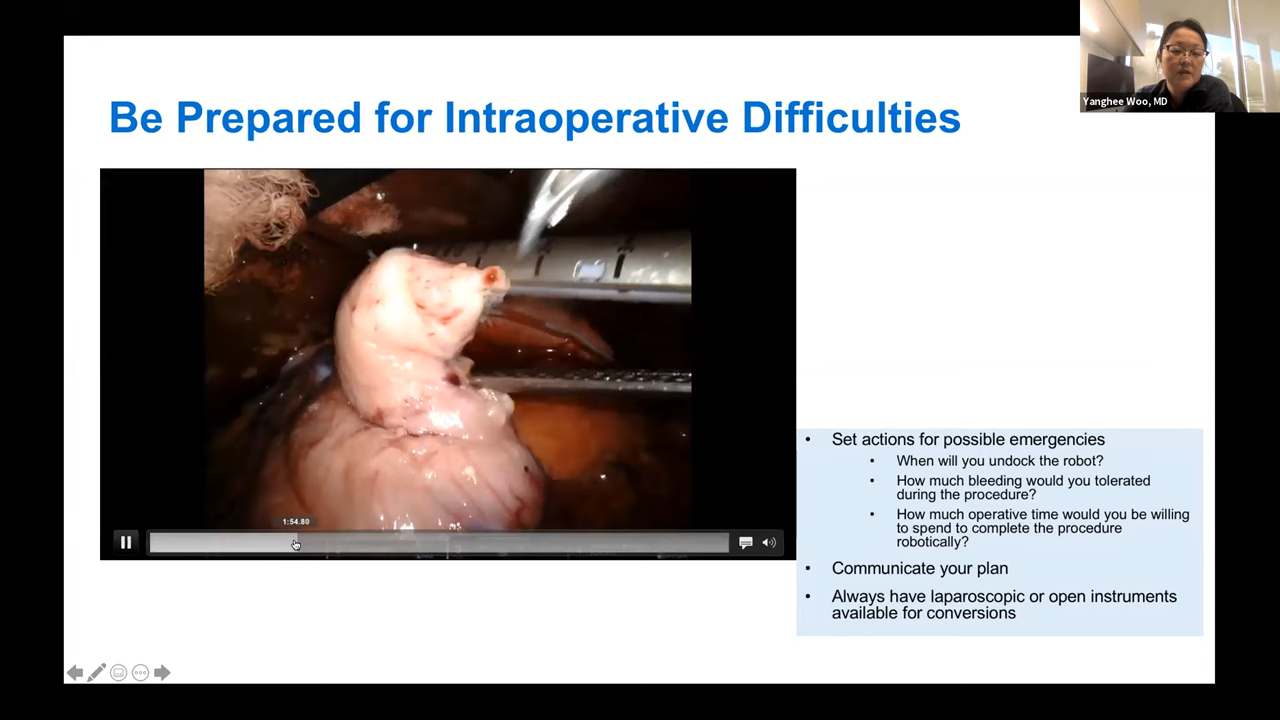 Yanghee Woo, MD
Be Prepared for Intraoperative Difficulties
1:54.80
• Set actions for possible emergencies
• When will you undock the robot?
• How much bleeding would you tolerated
during the procedure?
• How much operative time would you be willing
to spend to complete the procedure
robotically?
• Communicate your plan
• Always have laparoscopic or open instruments
available for conversions